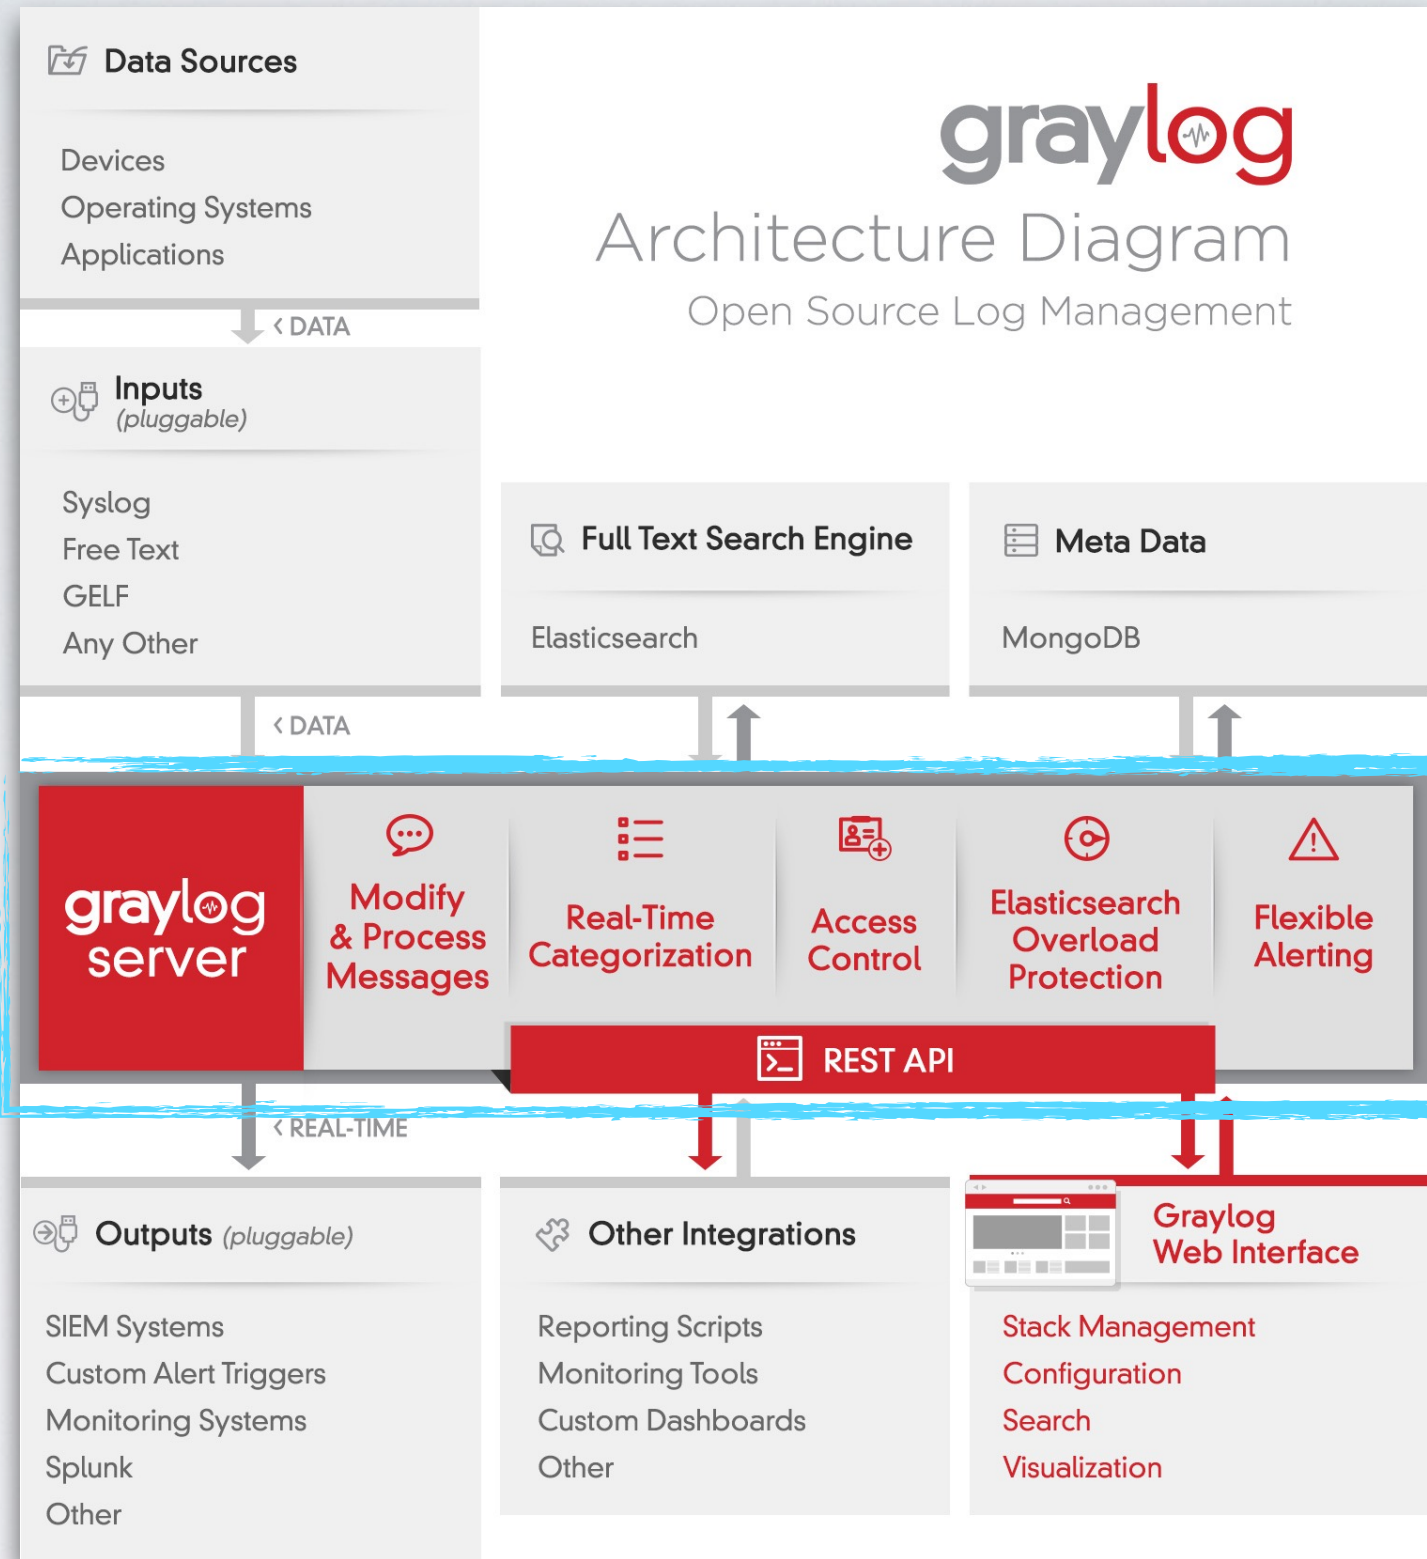 Data Sources
Devices
Operating Systems
Applications
graylog
Architecture Diagram
Open Source Log Management
< DATA
Inputs
(pluggable)
Syslog
Free Text
GELF
Any Other
Full Text Search Engine
Elasticsearch
Meta Data
MongoDB
< DATA
graylog
server
Modify
& Process
Messages
Real-Time
Categorization
Access
Control
Elasticsearch
Overload
Protection
Flexible
Alerting
REST API
< REAL-TIME
Outputs (pluggable)
SIEM Systems
Custom Alert Triggers
Monitoring Systems
Splunk
Other
Other Integrations
Reporting Scripts
Monitoring Tools
Custom Dashboards
Other
Graylog
Web Interface
Stack Management
Configuration
Search
Visualization